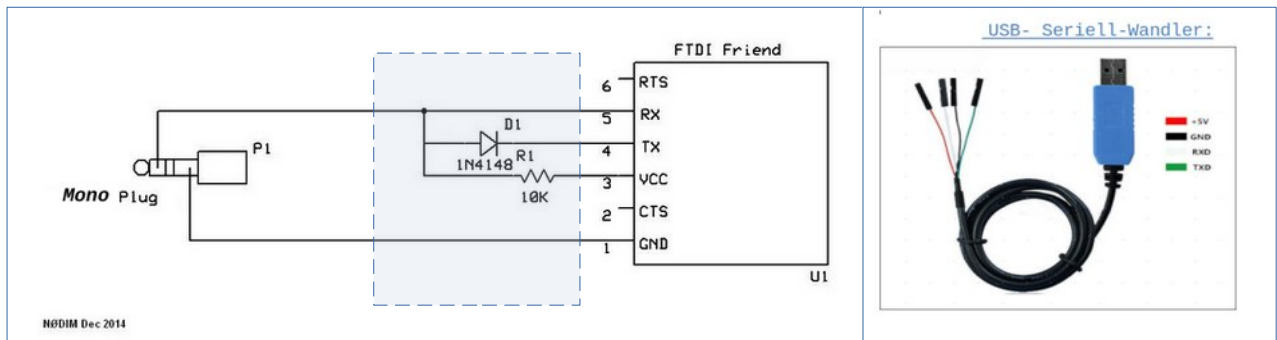 FTDI Friend
6 RTS
5 RX
4 TX
3 VCC
2 CTS
1 GND
U1
D1
1N4148
R1
10K
P1
Mono Plug
NØDIM Dec 2014
USB- Seriell-Wandler:
+5V
GND
RXD
TXD